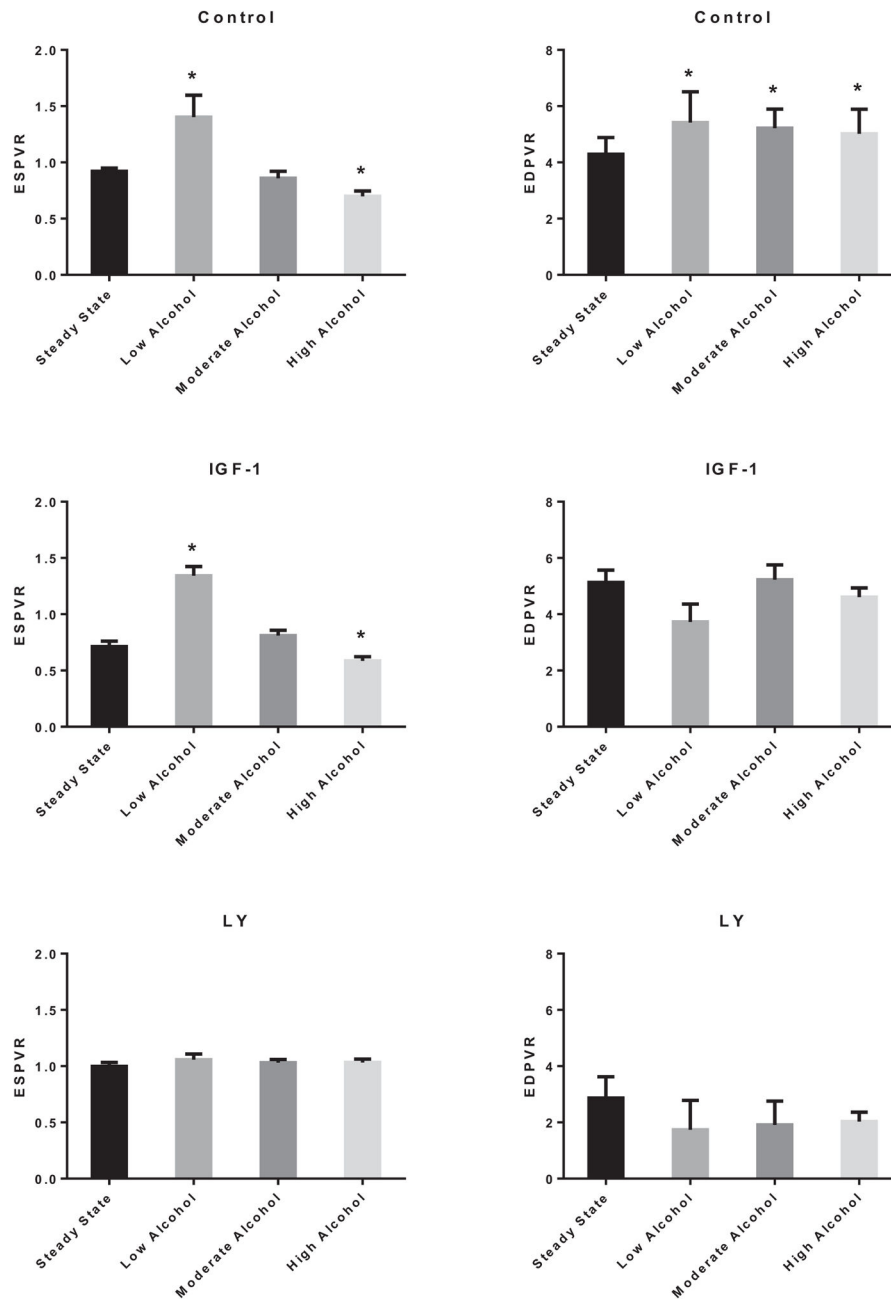 Control
2.0
*
1.5
ESPVR
1.0
*
0.5
0.0
Steady State
Low Alcohol
Moderate Alcohol
High Alcohol
Control
8
*
*
*
6
EDPVR
4
2
0
Steady State
Low Alcohol
Moderate Alcohol
High Alcohol
IGF-1
2.0
*
1.5
ESPVR
1.0
*
0.5
0.0
Steady State
Low Alcohol
Moderate Alcohol
High Alcohol
IGF-1
8
6
EDPVR
4
2
0
Steady State
Low Alcohol
Moderate Alcohol
High Alcohol
LY
2.0
1.5
ESPVR
1.0
0.5
0.0
Steady State
Low Alcohol
Moderate Alcohol
High Alcohol
LY
8
6
EDPVR
4
2
0
Steady State
Low Alcohol
Moderate Alcohol
High Alcohol